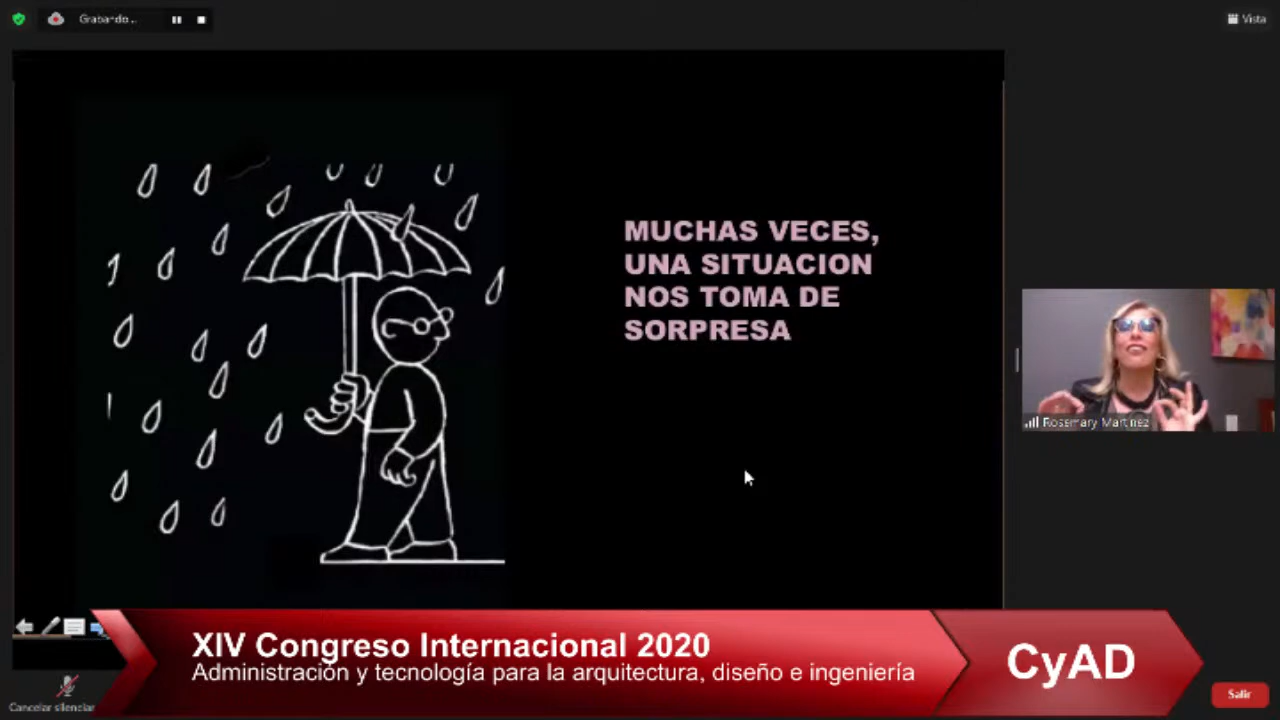 Grabando...
Vista
MUCHAS VECES,
UNA SITUACION
NOS TOMA DE
SORPRESA
Rosemary Martinez
XIV Congreso Internacional 2020
Administración y tecnología para la arquitectura, diseño e ingeniería
CyAD
Cancelar silenciar
Salir